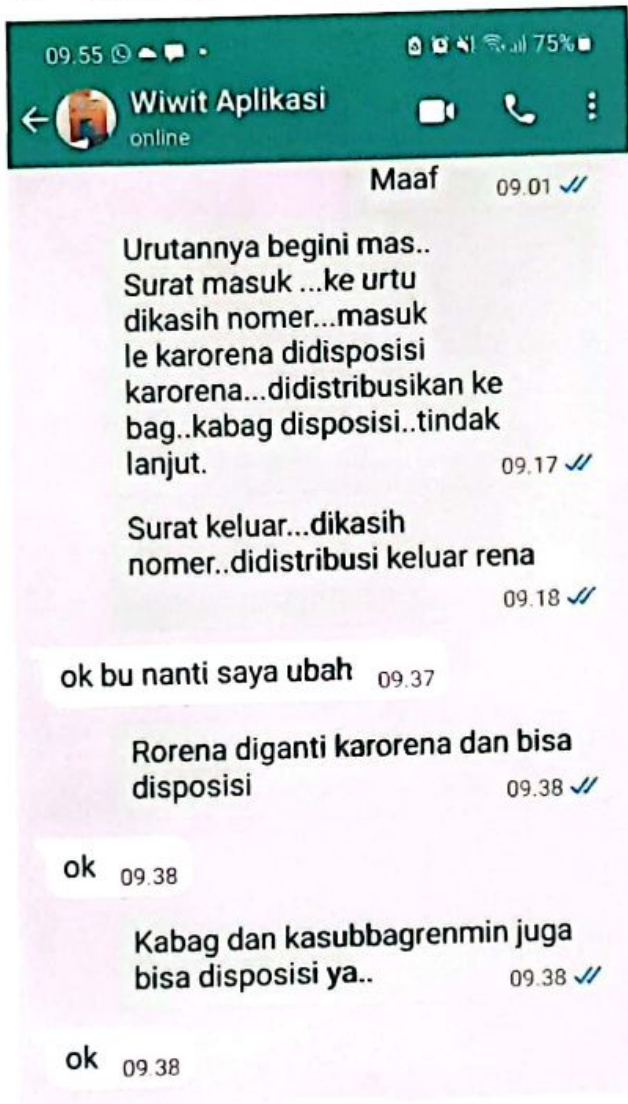 09.55 75%
Wiwit Aplikasi
online
Maaf 09.01
Urutannya begini mas..
Surat masuk ...ke urtu
dikasih nomer...masuk
le karorena didisposisi
karorena...didistribusikan ke
bag..kabag disposisi..tindak
lanjut. 09.17
Surat keluar...dikasih
nomer..didistribusi keluar rena
09.18
ok bu nanti saya ubah 09.37
Rorena diganti karorena dan bisa
disposisi 09.38
ok 09.38
Kabag dan kasubbagrenmin juga
bisa disposisi ya.. 09.38
ok 09.38